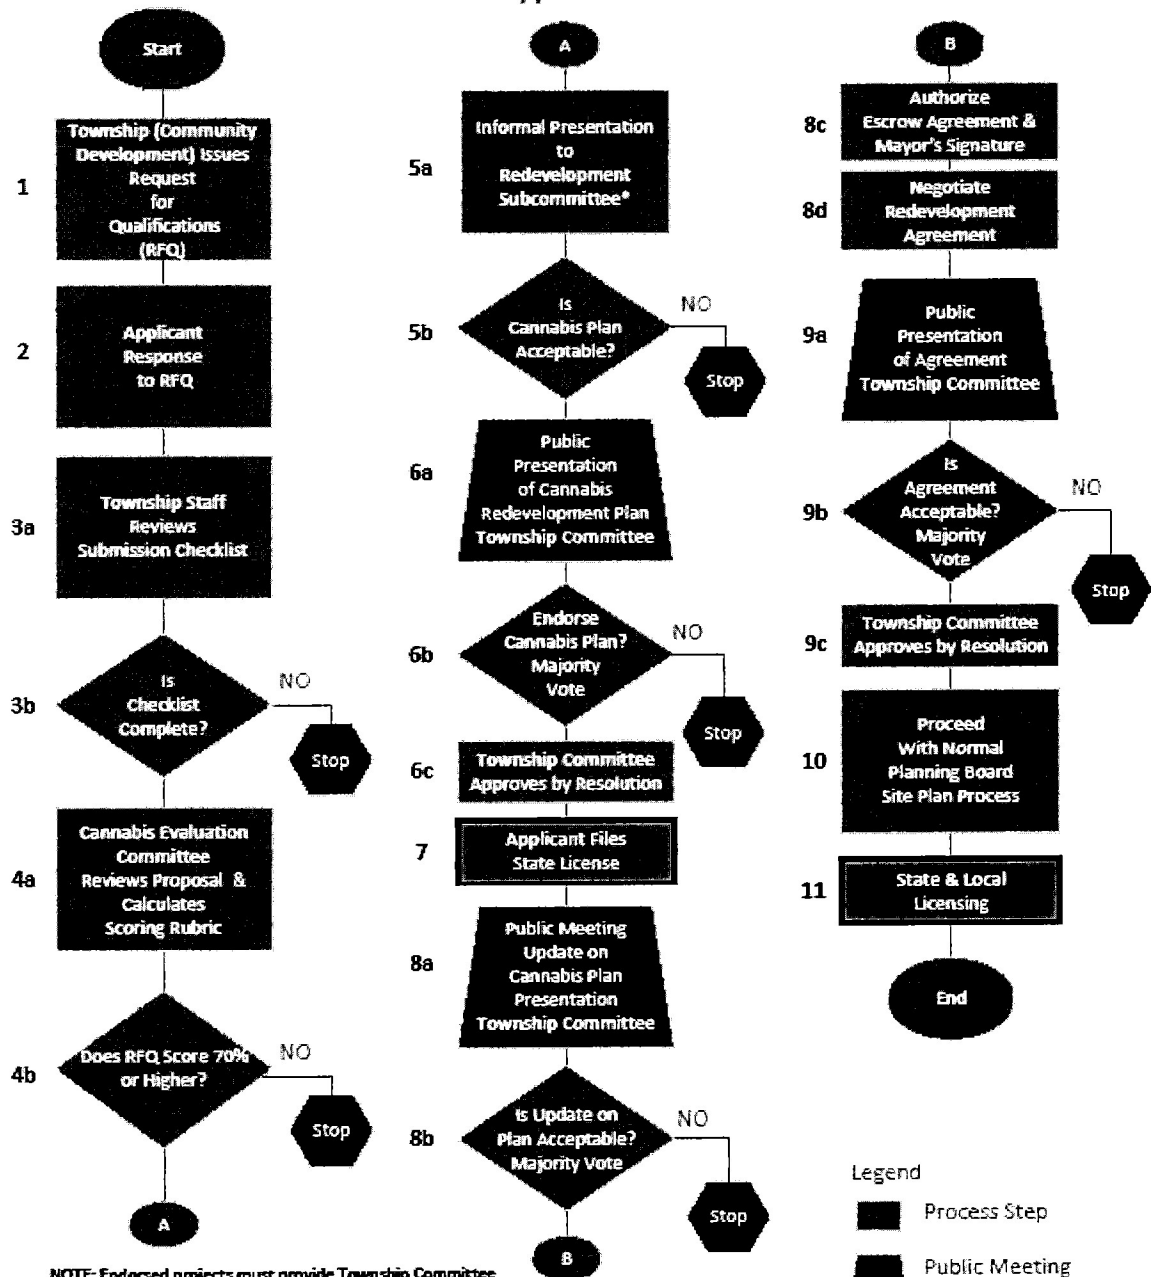 Start
1
Township (Community
Development) Issues
Request
for
Qualifications
(RFQ)
2
Applicant
Response
to RFQ
3a
Township Staff
Reviews
Submission Checklist
3b
Is
Checklist
Complete?
NO
Stop
4a
Cannabis Evaluation
Committee
Reviews Proposal &
Calculates
Scoring Rubric
4b
Does RFQ Score 70%
or Higher?
NO
Stop
A
NOTE: Endorsed projects must provide Township Committee
A
5a
Informal Presentation
to
Redevelopment
Subcommittee*
5b
Is
Cannabis Plan
Acceptable?
NO
Stop
6a
Public
Presentation
of Cannabis
Redevelopment Plan
Township Committee
6b
Endorse
Cannabis Plan?
Majority
Vote
NO
Stop
6c
Township Committee
Approves by Resolution
7
Applicant Files
State License
8a
Public Meeting
Update on
Cannabis Plan
Presentation
Township Committee
8b
Is Update on
Plan Acceptable?
Majority Vote
NO
Stop
B
B
8c
Authorize
Escrow Agreement &
Mayor's Signature
8d
Negotiate
Redevelopment
Agreement
9a
Public
Presentation
of Agreement
Township Committee
9b
Is
Agreement
Acceptable?
Majority
Vote
NO
Stop
9c
Township Committee
Approves by Resolution
10
Proceed
With Normal
Planning Board
Site Plan Process
11
State & Local
Licensing
End
Legend
Process Step
Public Meeting